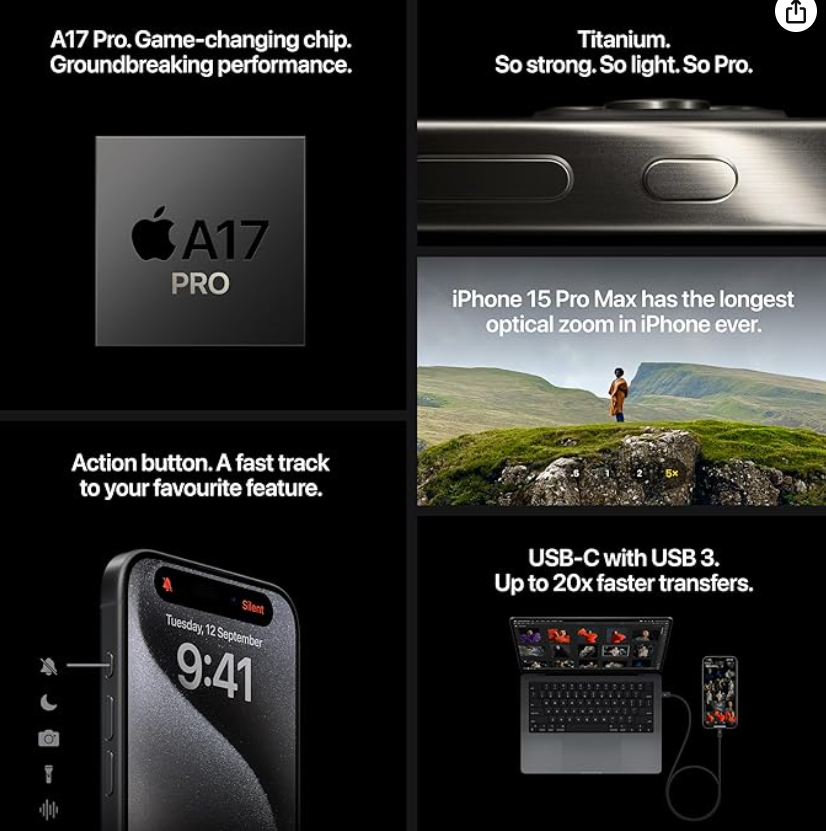 A17 Pro. Game-changing chip.
Groundbreaking performance.
A17
PRO
Titanium.
So strong. So light. So Pro.
iPhone 15 Pro Max has the longest
optical zoom in iPhone ever.
.5 1 2 5×
Action button. A fast track
to your favourite feature.
Silent
Tuesday, 12 September
9:41
USB-C with USB 3.
Up to 20x faster transfers.